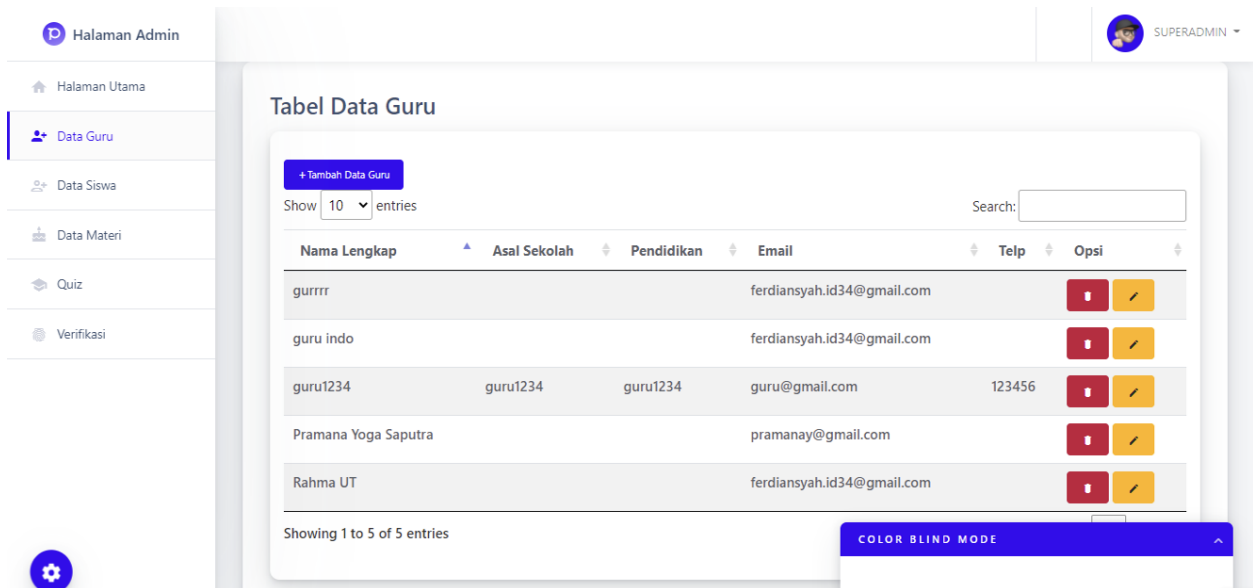 Halaman Admin
SUPERADMIN
Halaman Utama
Data Guru
Data Siswa
Data Materi
Quiz
Verifikasi
Tabel Data Guru
+ Tambah Data Guru
Show 10 entries
Search:
Nama Lengkap Asal Sekolah Pendidikan Email Telp Opsi
gurrrr ferdiansyah.id34@gmail.com
guru indo ferdiansyah.id34@gmail.com
guru1234 guru1234 guru1234 guru@gmail.com 123456
Pramana Yoga Saputra pramanay@gmail.com
Rahma UT ferdiansyah.id34@gmail.com
Showing 1 to 5 of 5 entries
COLOR BLIND MODE